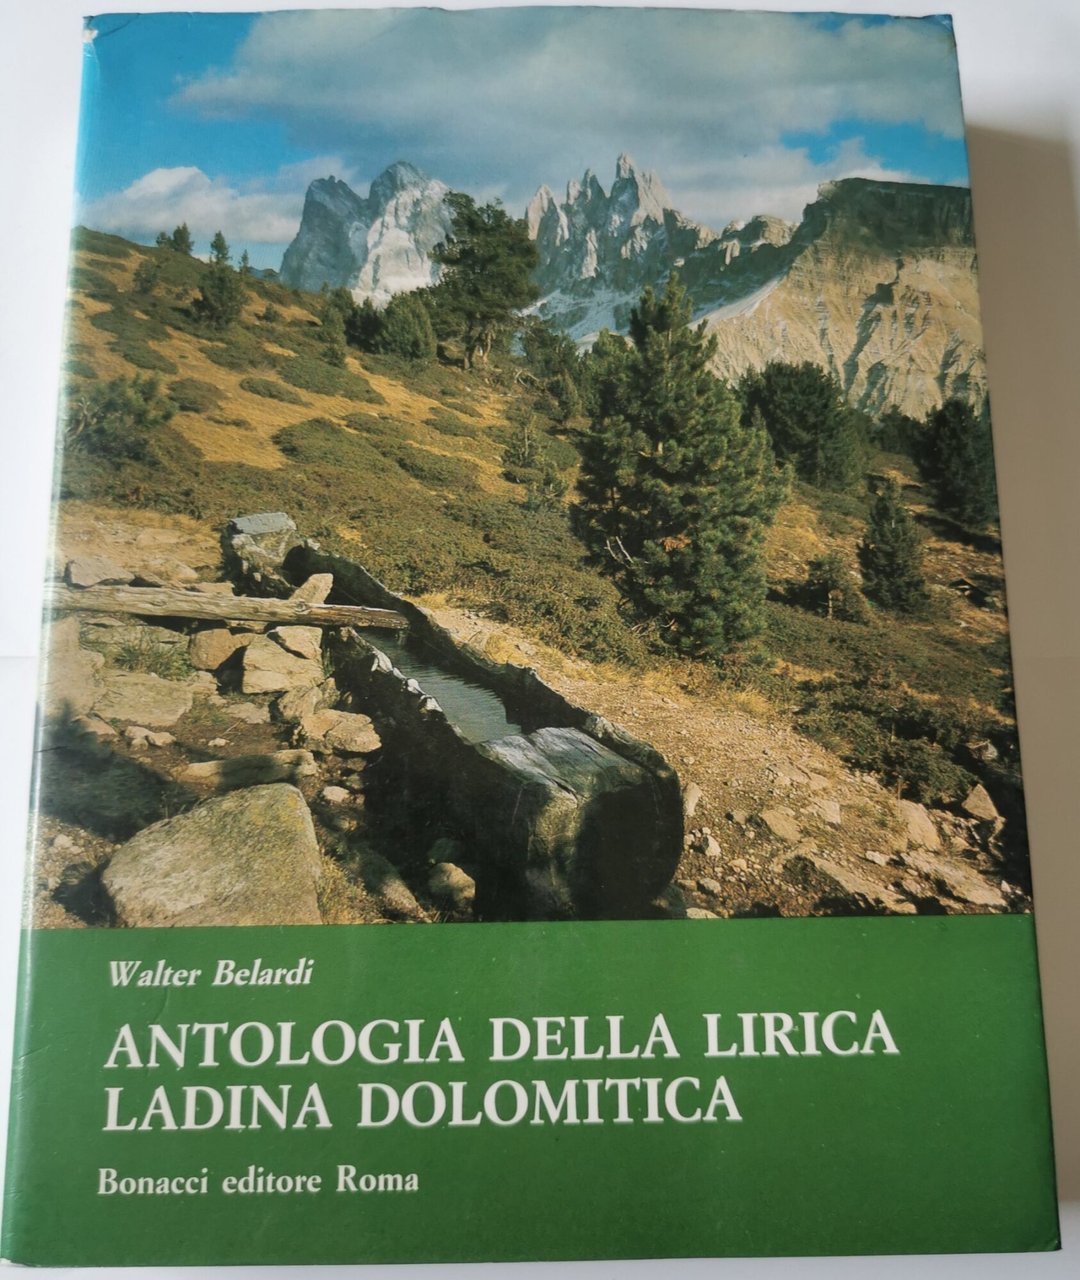 Walter Belardi
ANTOLOGIA DELLA LIRICA
LADINA DOLOMITICA
Bonacci editore Roma